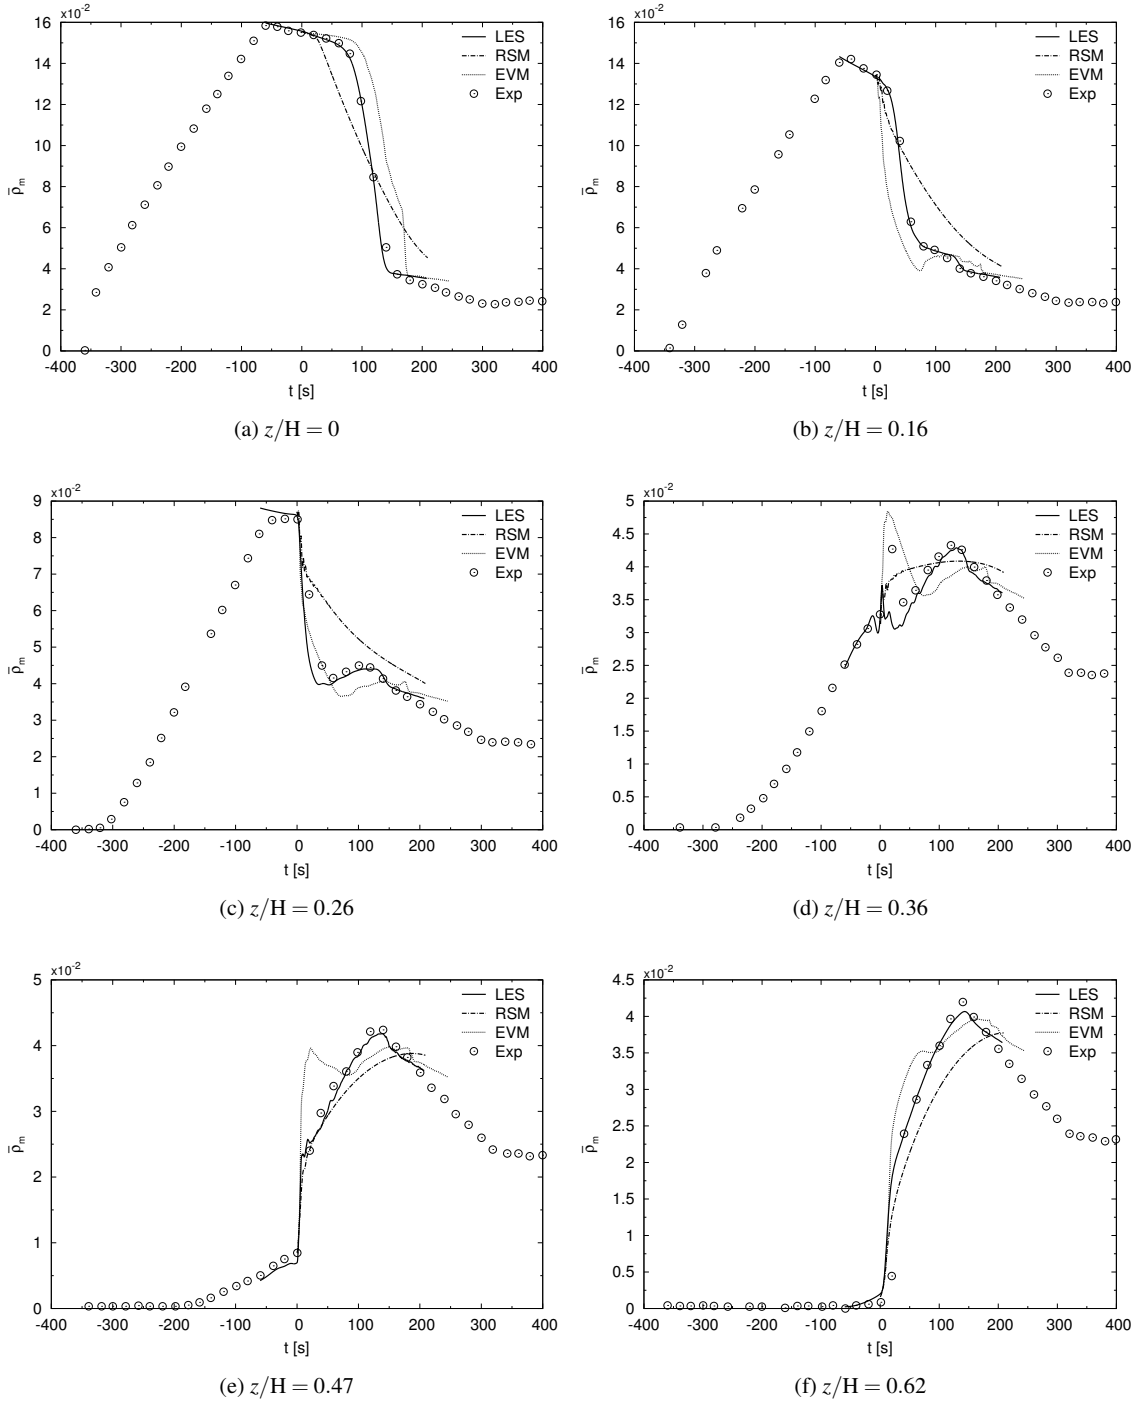 x10⁻²
16
14
12
10
8
6
4
2
0
ρ̅ₘ
-400 -300 -200 -100 0 100 200 300 400
t [s]
LES
RSM
EVM
Exp
(a) z/H = 0
x10⁻²
16
14
12
10
8
6
4
2
0
ρ̅ₘ
-400 -300 -200 -100 0 100 200 300 400
t [s]
LES
RSM
EVM
Exp
(b) z/H = 0.16
x10⁻²
9
8
7
6
5
4
3
2
1
0
ρ̅ₘ
-400 -300 -200 -100 0 100 200 300 400
t [s]
LES
RSM
EVM
Exp
(c) z/H = 0.26
x10⁻²
5
4.5
4
3.5
3
2.5
2
1.5
1
0.5
0
ρ̅ₘ
-400 -300 -200 -100 0 100 200 300 400
t [s]
LES
RSM
EVM
Exp
(d) z/H = 0.36
x10⁻²
5
4
3
2
1
0
ρ̅ₘ
-400 -300 -200 -100 0 100 200 300 400
t [s]
LES
RSM
EVM
Exp
(e) z/H = 0.47
x10⁻²
4.5
4
3.5
3
2.5
2
1.5
1
0.5
0
ρ̅ₘ
-400 -300 -200 -100 0 100 200 300 400
t [s]
LES
RSM
EVM
Exp
(f) z/H = 0.62